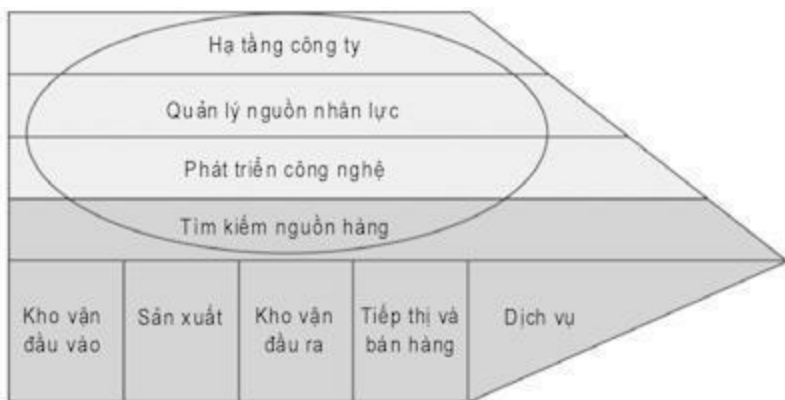 Hạ tầng công ty
Quản lý nguồn nhân lực
Phát triển công nghệ
Tìm kiếm nguồn hàng
Kho vận
đầu vào
Sản xuất
Kho vận
đầu ra
Tiếp thị và
bán hàng
Dịch vụ